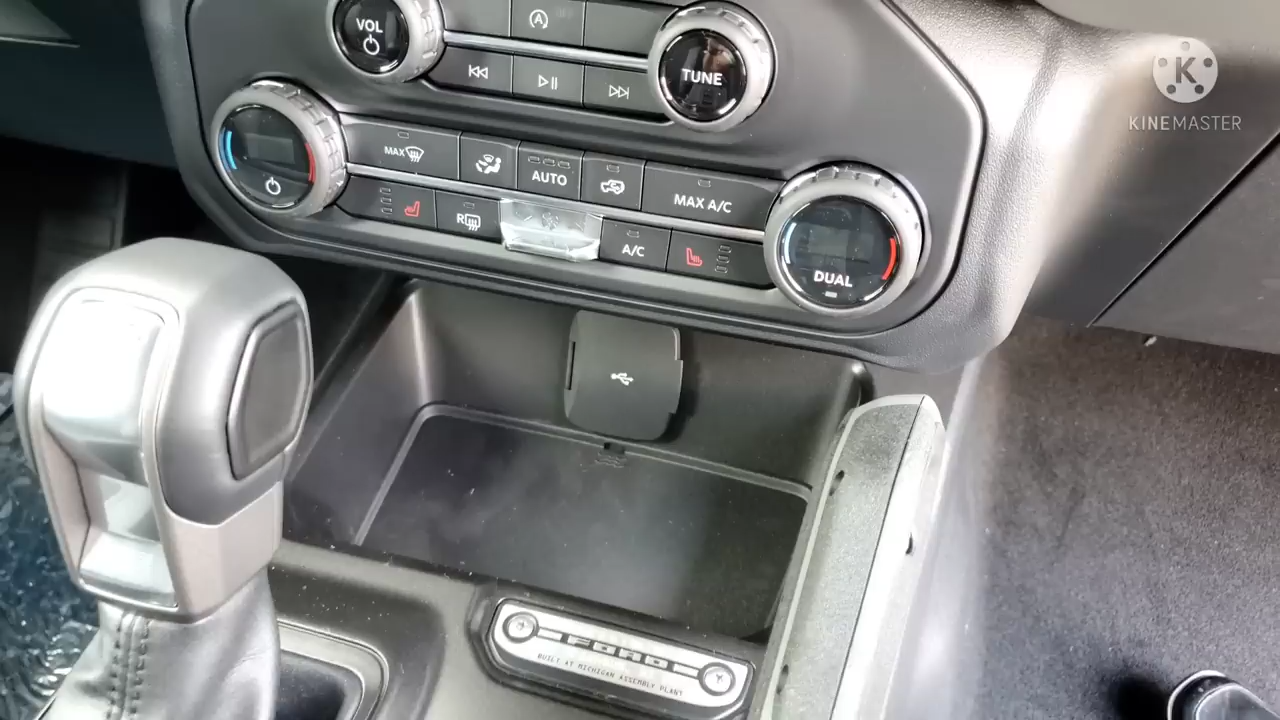 VOL
TUNE
KINEMASTER
MAX
AUTO
MAX A/C
R
A/C
DUAL
FORD
BUILT AT MICHIGAN ASSEMBLY PLANT